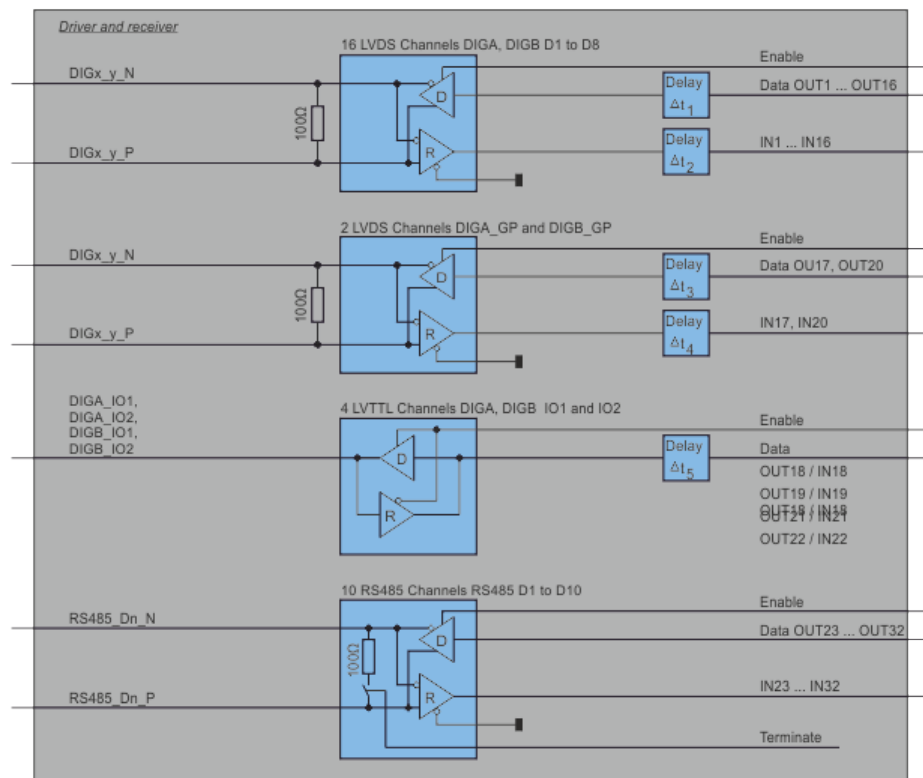 Driver and receiver
16 LVDS Channels DIGA, DIGB D1 to D8
DIGx_y_N
100Ω
DIGx_y_P
D
R
Enable
Delay Δt1
Data OUT1 ... OUT16
Delay Δt2
IN1 ... IN16
2 LVDS Channels DIGA_GP and DIGB_GP
DIGx_y_N
100Ω
DIGx_y_P
D
R
Enable
Delay Δt3
Data OU17, OUT20
Delay Δt4
IN17, IN20
DIGA_IO1,
DIGA_IO2,
DIGB_IO1,
DIGB_IO2
4 LVTTL Channels DIGA, DIGB IO1 and IO2
D
R
Enable
Delay Δt5
Data
OUT18 / IN18
OUT19 / IN19
OUT18 / IN18
OUT21 / IN21
OUT22 / IN22
10 RS485 Channels RS485 D1 to D10
RS485_Dn_N
100Ω
RS485_Dn_P
D
R
Enable
Data OUT23 ... OUT32
IN23 ... IN32
Terminate